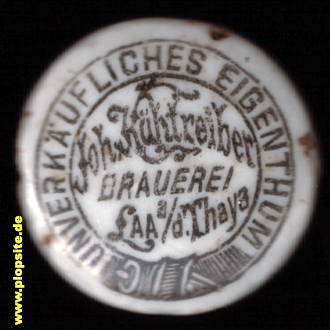 UNVERKÄUFLICHES EIGENTHUM
Joh. Kühtreiber
BRAUEREI
LAA a/d. Thaya
www.plopsite.de